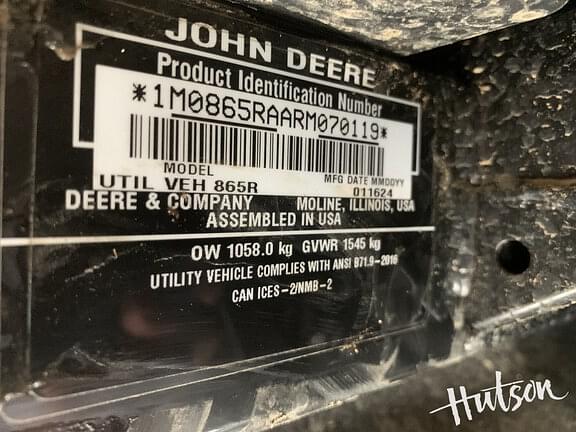 JOHN DEERE
Product Identification Number
*1M0865RAARM070119*
MODEL MFG DATE MMDDYY
UTIL VEH 865R 011624
DEERE & COMPANY MOLINE, ILLINOIS, USA
ASSEMBLED IN USA
OW 1058.0 kg GVWR 1545 kg
UTILITY VEHICLE COMPLIES WITH ANSI B71.9-2016
CAN ICES-2/NMB-2
Hutson